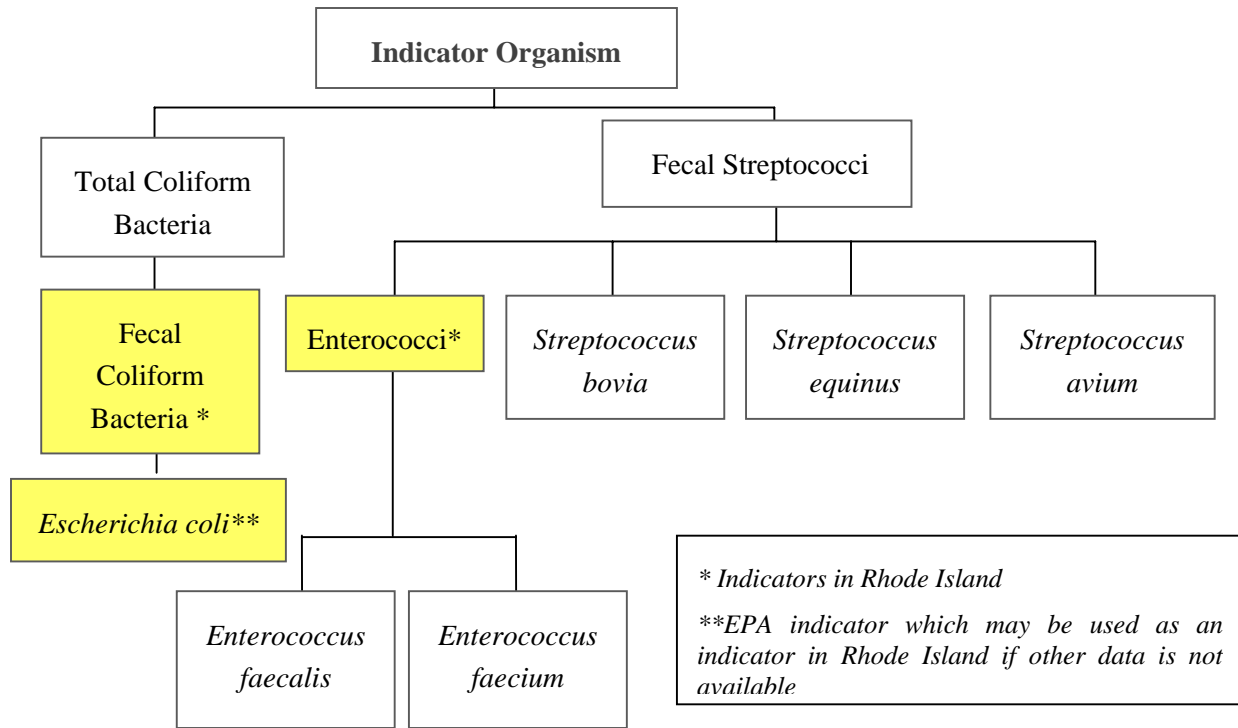 Indicator Organism
Total Coliform
Bacteria
Fecal Streptococci
Fecal
Coliform
Bacteria *
Enterococci*
Streptococcus
bovia
Streptococcus
equinus
Streptococcus
avium
Escherichia coli**
Enterococcus
faecalis
Enterococcus
faecium
* Indicators in Rhode Island
**EPA indicator which may be used as an
indicator in Rhode Island if other data is not
available